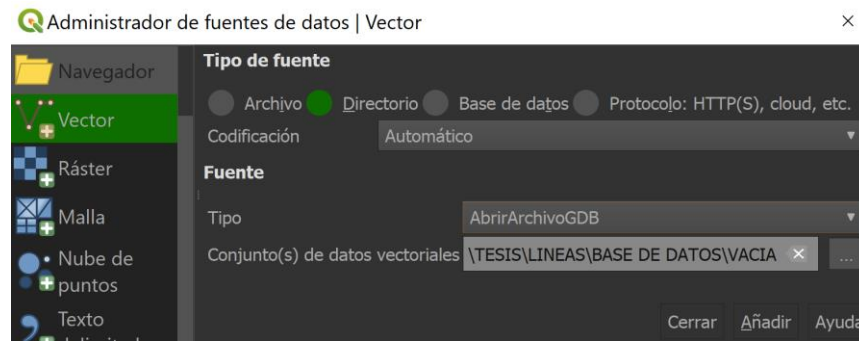 Administrador de fuentes de datos | Vector
Navegador
Vector
Ráster
Malla
Nube de
puntos
Texto
Tipo de fuente
Archivo Directorio Base de datos Protocolo: HTTP(S), cloud, etc.
Codificación Automático
Fuente
Tipo AbrirArchivoGDB
Conjunto(s) de datos vectoriales \TESIS\LINEAS\BASE DE DATOS\VACIA ...
Cerrar Añadir Ayuda